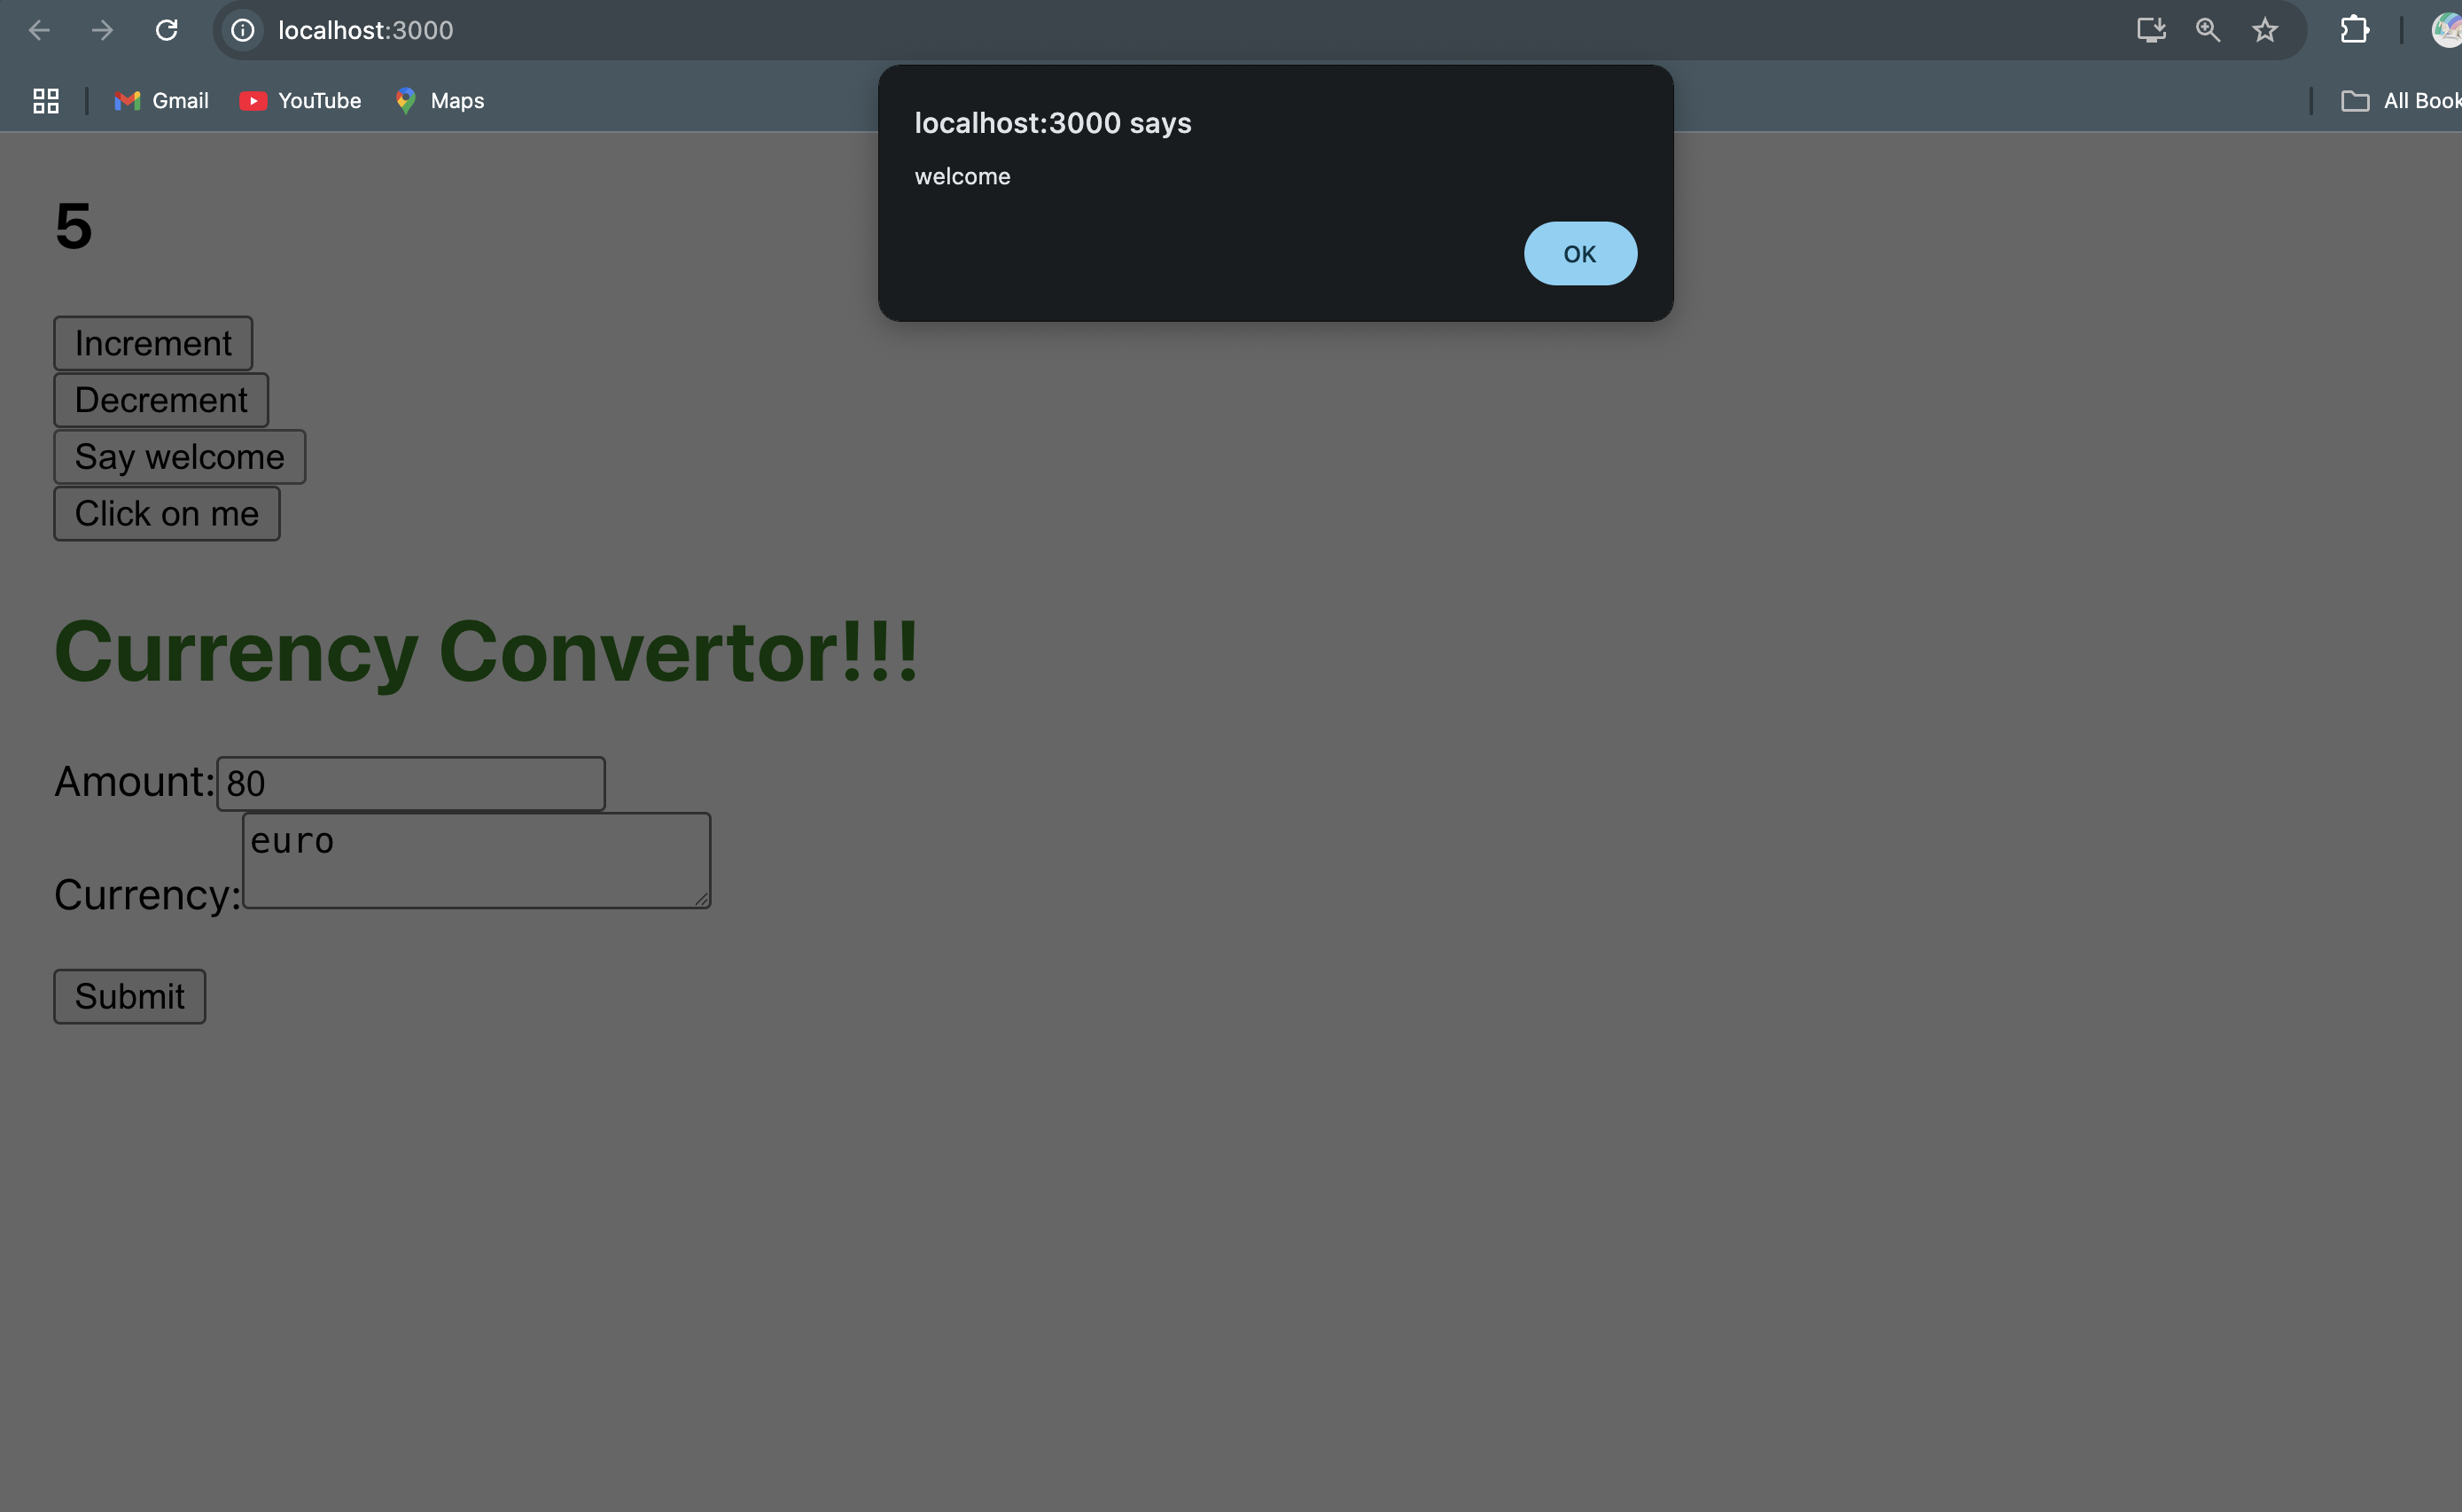 localhost:3000
Gmail YouTube Maps All Book
localhost:3000 says
welcome
OK
5
Increment
Decrement
Say welcome
Click on me
Currency Convertor!!!
Amount: 80
Currency: euro
Submit